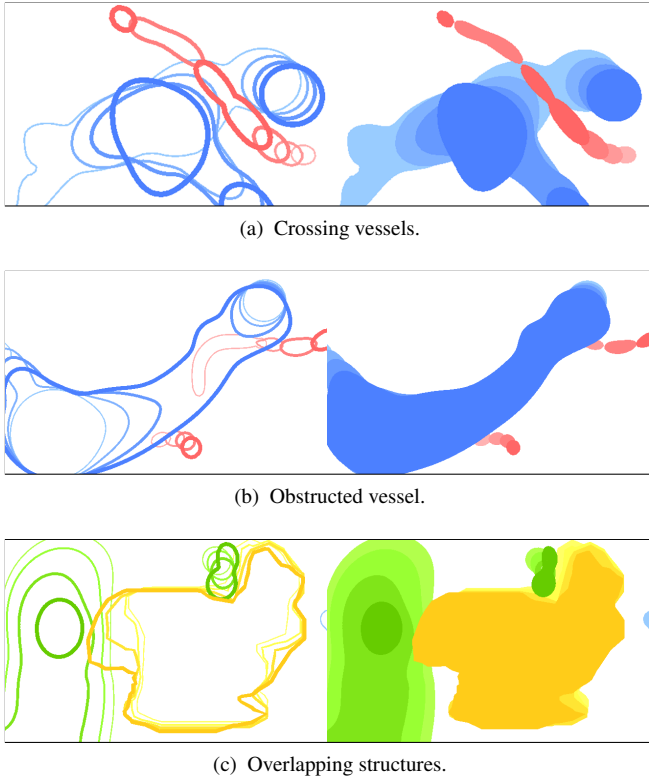 (a) Crossing vessels.
(b) Obstructed vessel.
(c) Overlapping structures.